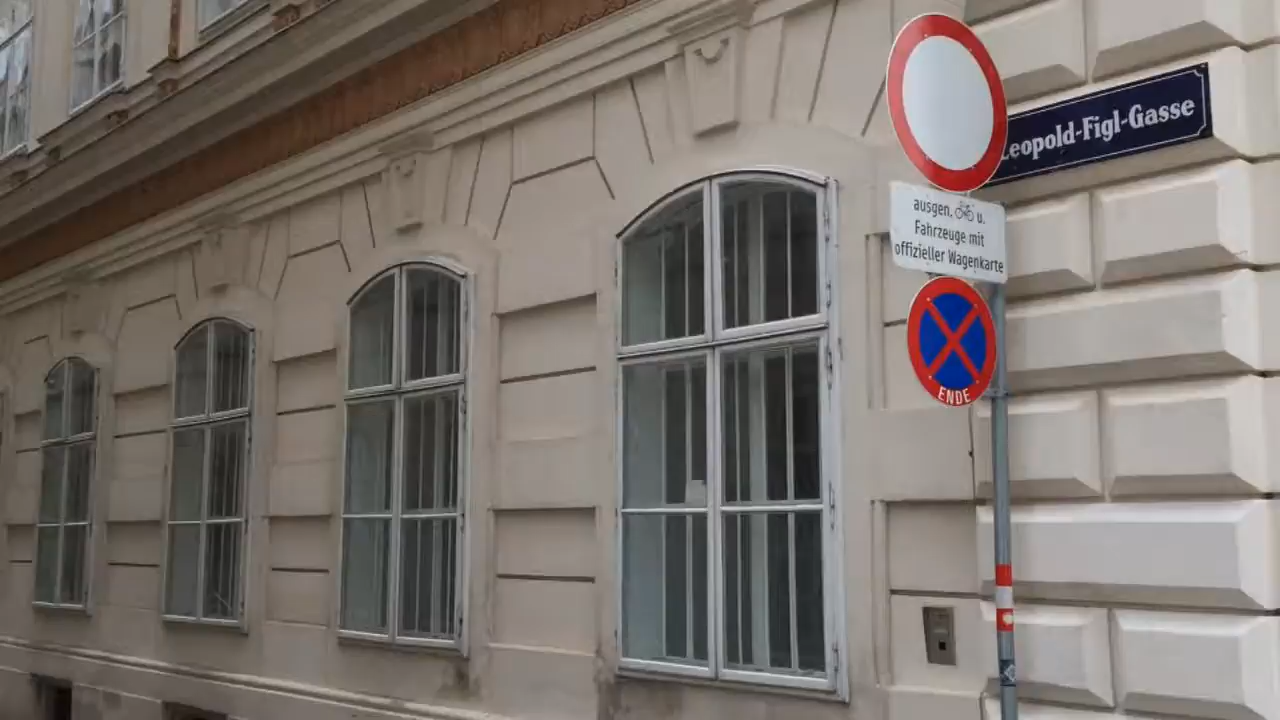 Leopold-Figl-Gasse
ausgen. u.
Fahrzeuge mit
offizieller Wagenkarte
ENDE